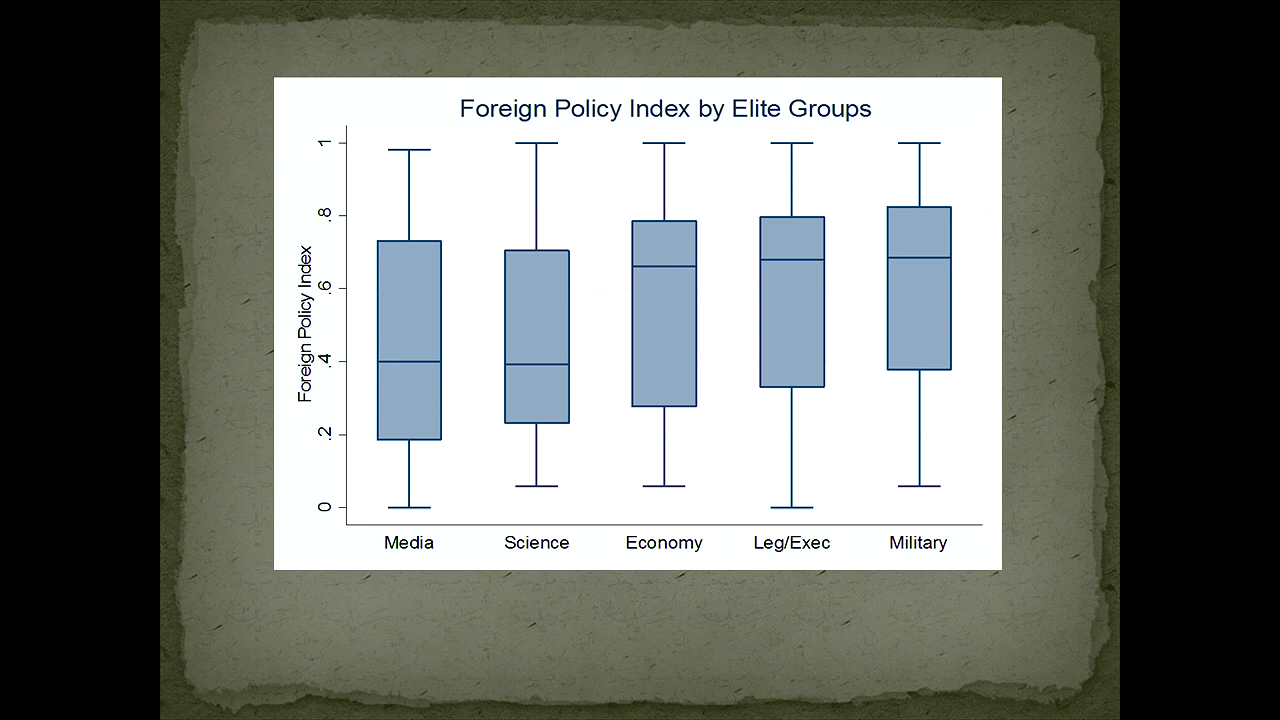 Foreign Policy Index by Elite Groups
Foreign Policy Index
1
.8
.6
.4
.2
0
Media Science Economy Leg/Exec Military